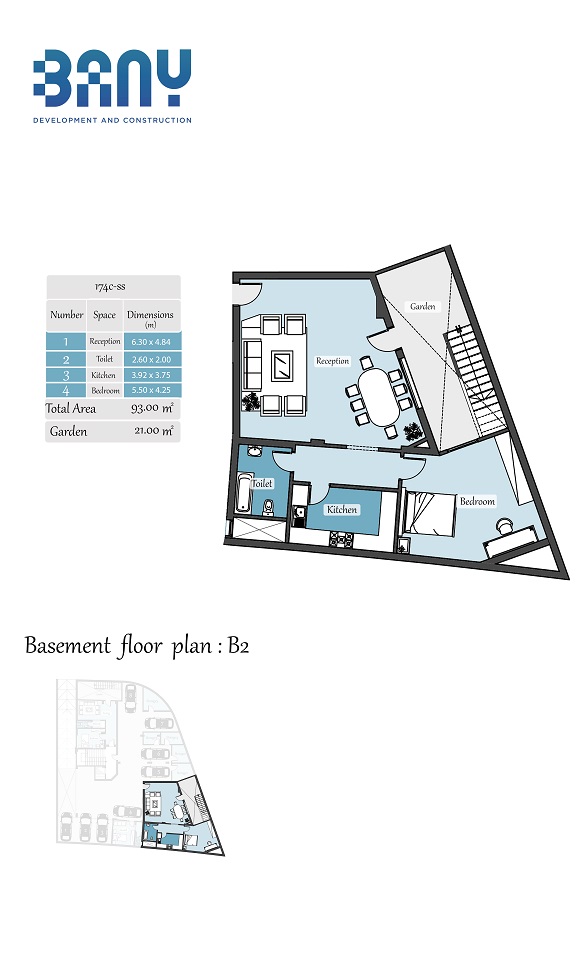 BANY
DEVELOPMENT AND CONSTRUCTION
174c-ss
Number Space Dimensions (m)
1 Reception 6.30 x 4.84
2 Toilet 2.60 x 2.00
3 Kitchen 3.92 x 3.75
4 Bedroom 5.50 x 4.25
Total Area 93.00 m²
Garden 21.00 m²
Garden
Reception
Toilet
Kitchen
Bedroom
Basement floor plan : B2